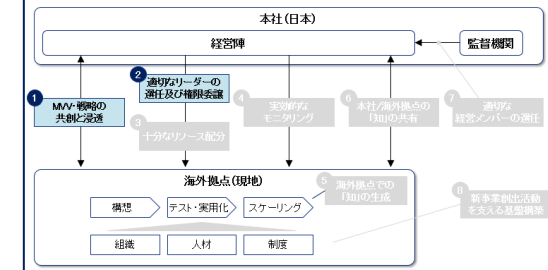 本社(日本)
経営陣
監督機関
1
MVV・戦略の
共創と浸透
2
適切なリーダーの
選任及び権限委譲
3
十分なリソース配分
4
実効的な
モニタリング
6
本社/海外拠点の
「知」の共有
7
適切な
経営メンバーの選任
海外拠点(現地)
構想
テスト・実用化
スケーリング
5
海外拠点での
「知」の生成
組織
人材
制度
8
新事業創出活動
を支える基盤構築